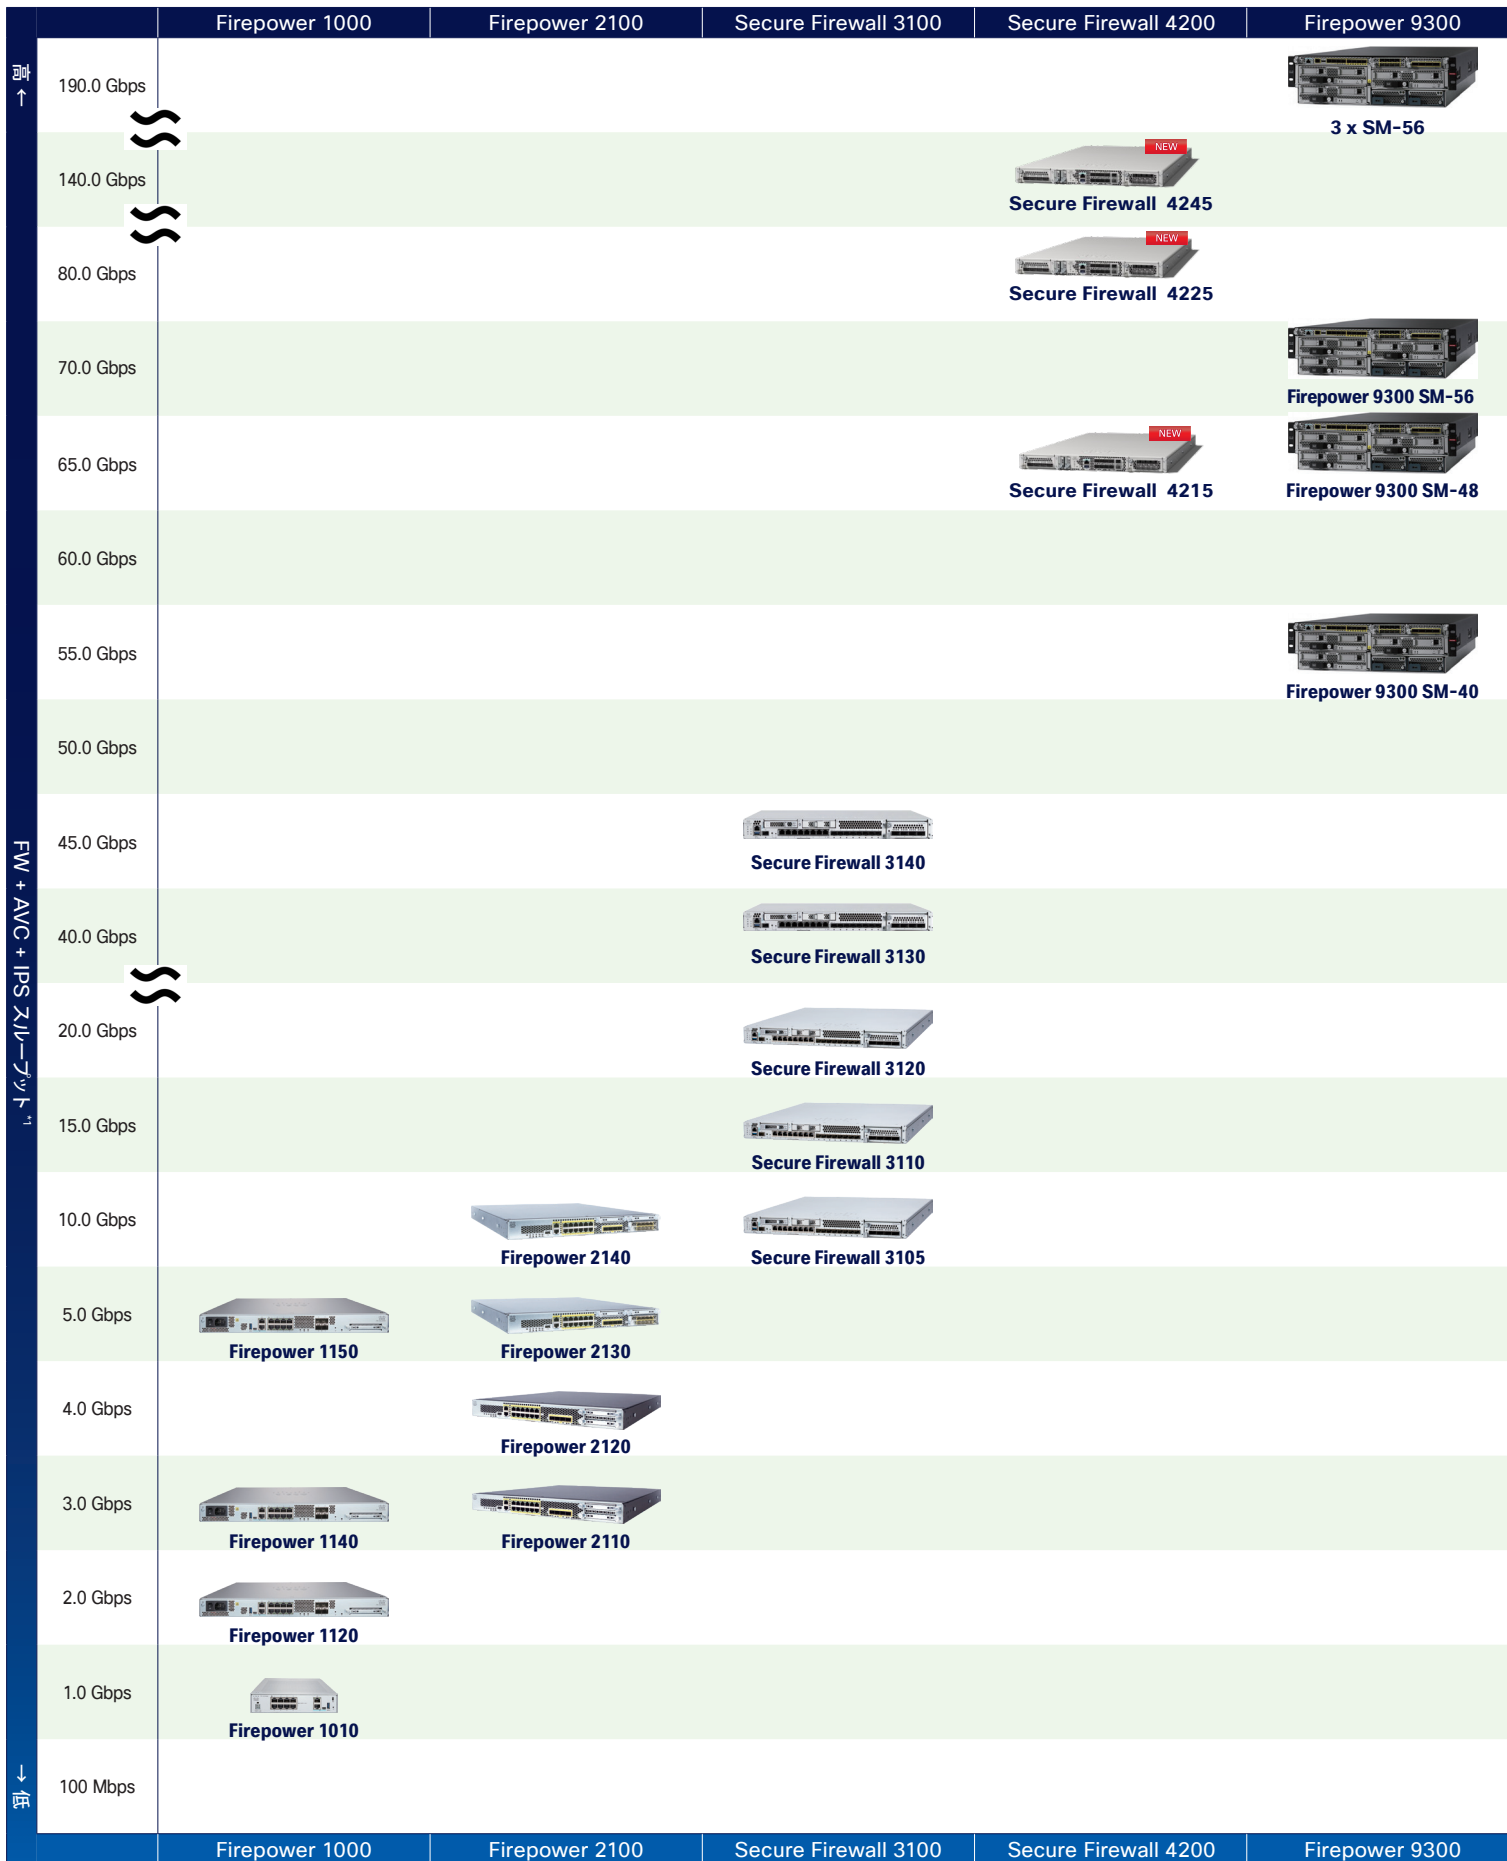 Firepower 1000 Firepower 2100 Secure Firewall 3100 Secure Firewall 4200 Firepower 9300
高 ←
190.0 Gbps
3 x SM-56
NEW
140.0 Gbps
Secure Firewall 4245
NEW
80.0 Gbps
Secure Firewall 4225
70.0 Gbps
Firepower 9300 SM-56
NEW
65.0 Gbps
Secure Firewall 4215 Firepower 9300 SM-48
60.0 Gbps
55.0 Gbps
Firepower 9300 SM-40
50.0 Gbps
45.0 Gbps
Secure Firewall 3140
FW + AVC + IPS スループット *1
40.0 Gbps
Secure Firewall 3130
20.0 Gbps
Secure Firewall 3120
15.0 Gbps
Secure Firewall 3110
10.0 Gbps
Firepower 2140 Secure Firewall 3105
5.0 Gbps
Firepower 1150 Firepower 2130
4.0 Gbps
Firepower 2120
3.0 Gbps
Firepower 1140 Firepower 2110
2.0 Gbps
Firepower 1120
1.0 Gbps
Firepower 1010
→ 低
100 Mbps
Firepower 1000 Firepower 2100 Secure Firewall 3100 Secure Firewall 4200 Firepower 9300